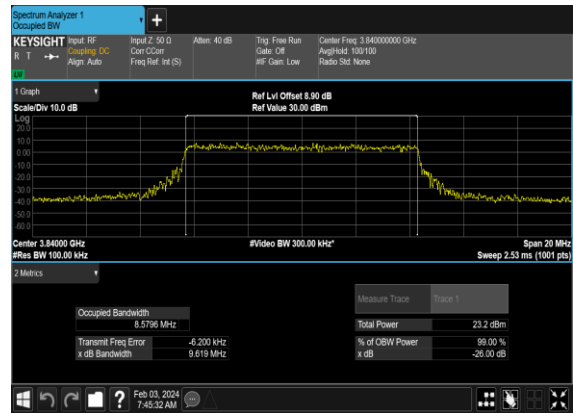 Spectrum Analyzer 1
Occupied BW
+
KEYSIGHT Input: RF Input Z: 50 Ω Atten: 40 dB Trig: Free Run Center Freq: 3.840000000 GHz
R T Coupling: DC Corr CCorr Gate: Off Avg|Hold: 100/100
Align: Auto Freq Ref: Int (S) #IF Gain: Low Radio Std: None
1 Graph
Ref Lvl Offset 8.90 dB
Scale/Div 10.0 dB Ref Value 30.00 dBm
Log
20.0
10.0
0.00
-10.0
-20.0
-30.0
-40.0
-50.0
-60.0
Center 3.84000 GHz #Video BW 300.00 kHz* Span 20 MHz
#Res BW 100.00 kHz Sweep 2.53 ms (1001 pts)
2 Metrics
Measure Trace Trace 1
Occupied Bandwidth
8.5796 MHz Total Power 23.2 dBm
Transmit Freq Error -6.200 kHz % of OBW Power 99.00 %
x dB Bandwidth 9.619 MHz x dB -26.00 dB
? Feb 03, 2024
7:45:32 AM